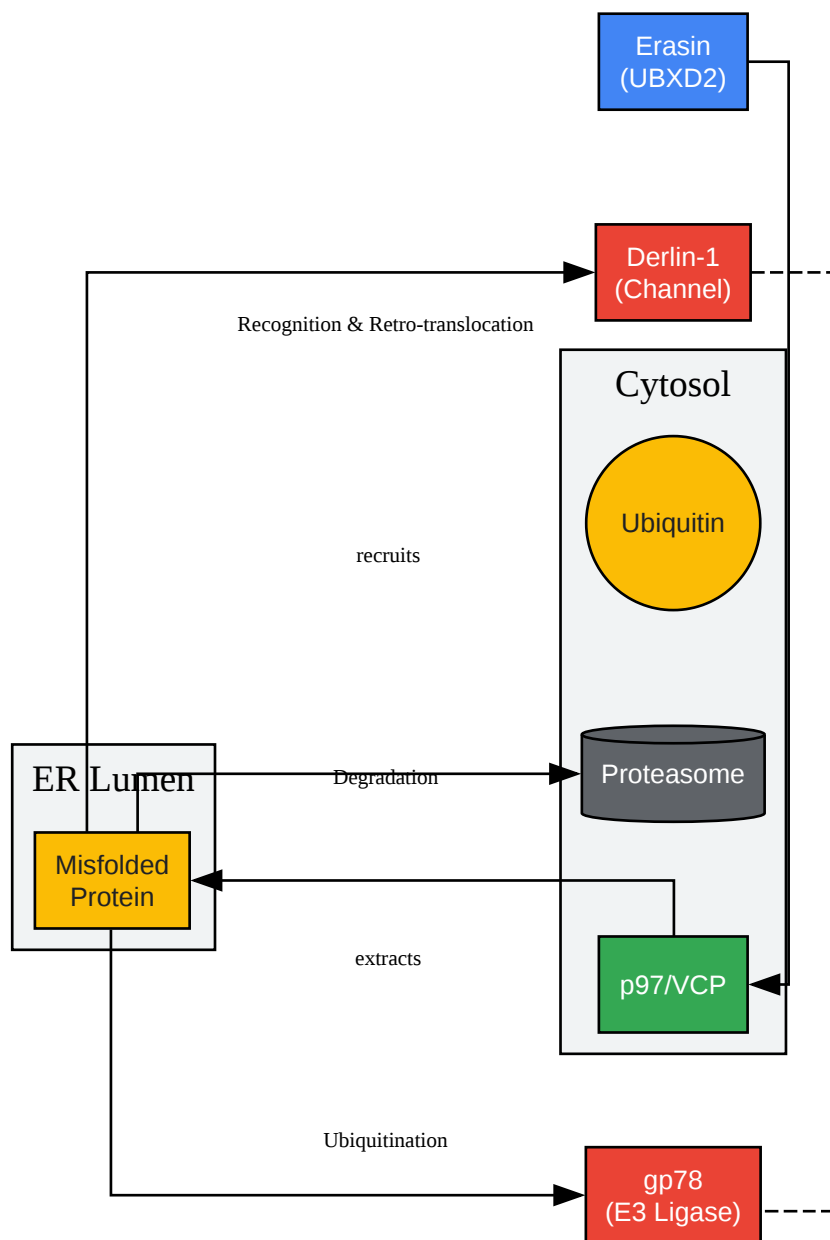 Erasin
(UBXD2)
Derlin-1
(Channel)
Recognition & Retro-translocation
Cytosol
Ubiquitin
recruits
ER Lumen
Degradation
Proteasome
Misfolded
Protein
extracts
p97/VCP
Ubiquitination
gp78
(E3 Ligase)